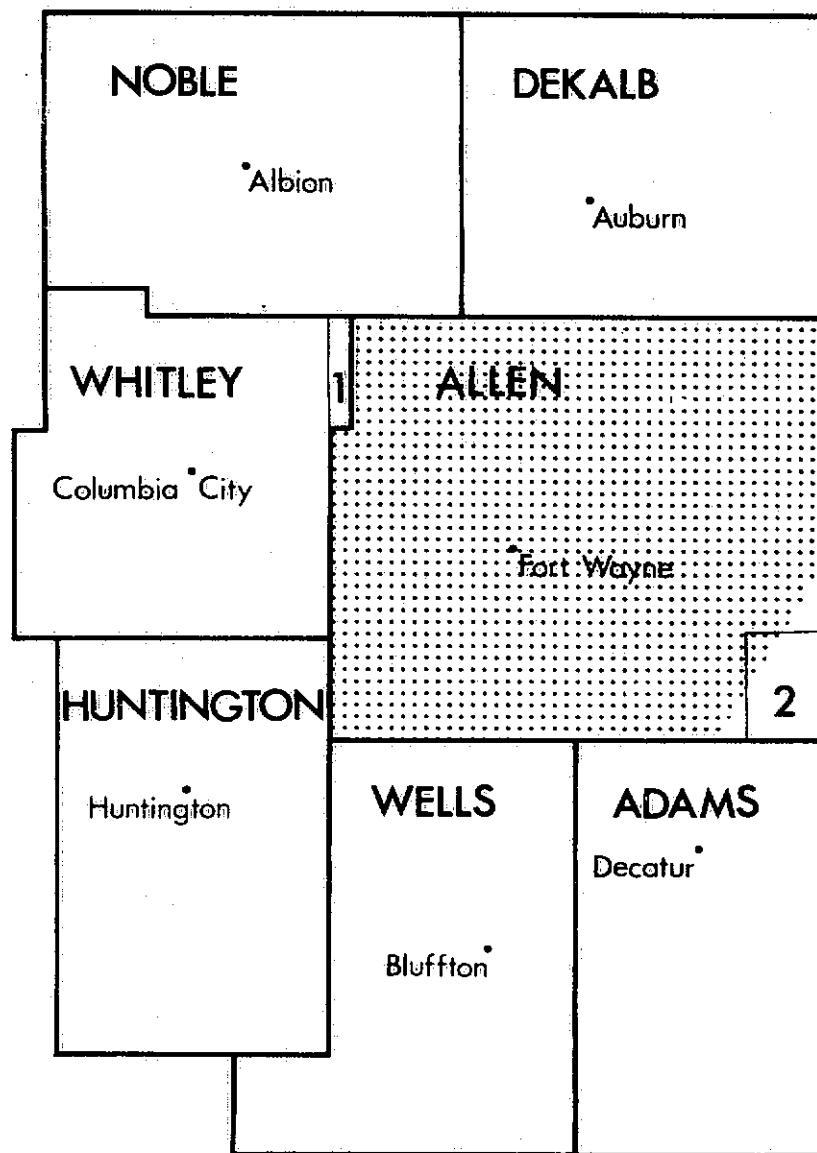 NOBLE
DEKALB
Albion
Auburn
WHITLEY
1
ALLEN
Columbia City
Fort Wayne
HUNTINGTON
2
Huntington
WELLS
ADAMS
Decatur
Bluffton